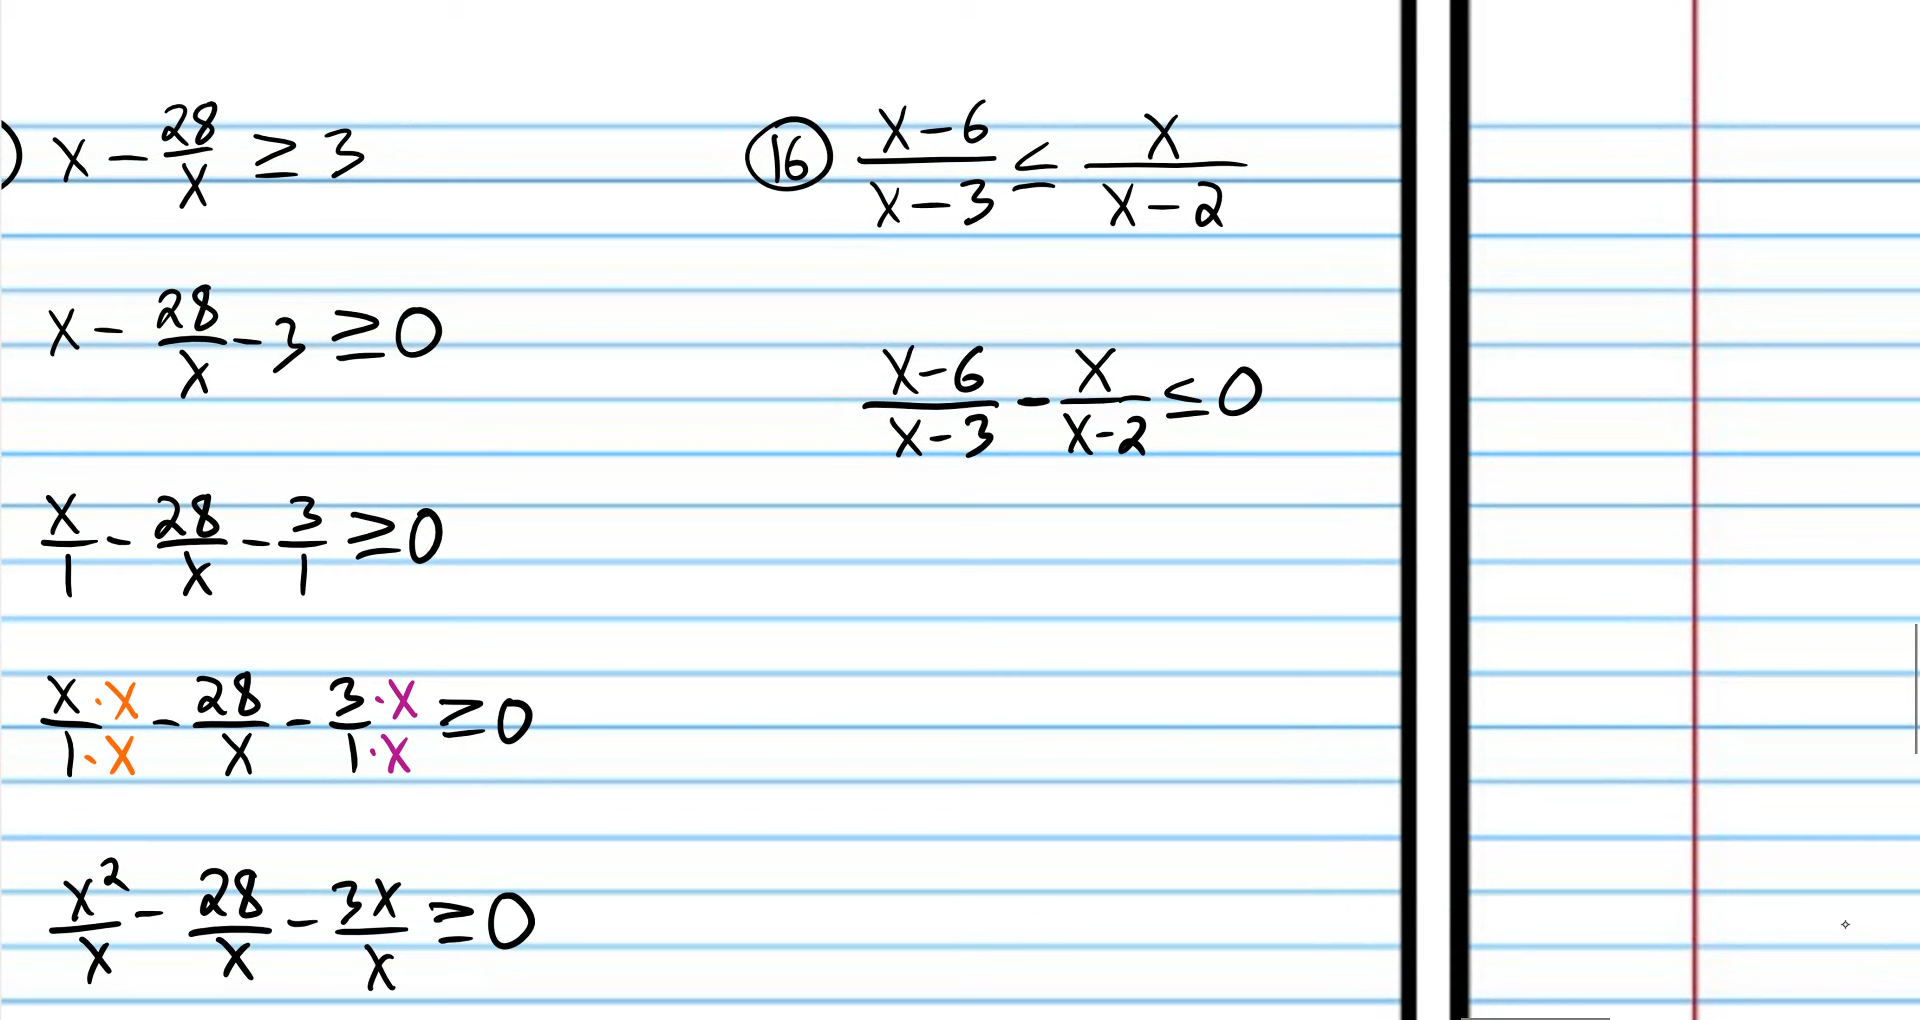 ) x - 28/x ≥ 3
x - 28/x - 3 ≥ 0
x/1 - 28/x - 3/1 ≥ 0
x·x/1·x - 28/x - 3·x/1·x ≥ 0
x²/x - 28/x - 3x/x ≥ 0
⑯ x-6/x-3 ≤ x/x-2
x-6/x-3 - x/x-2 ≤ 0